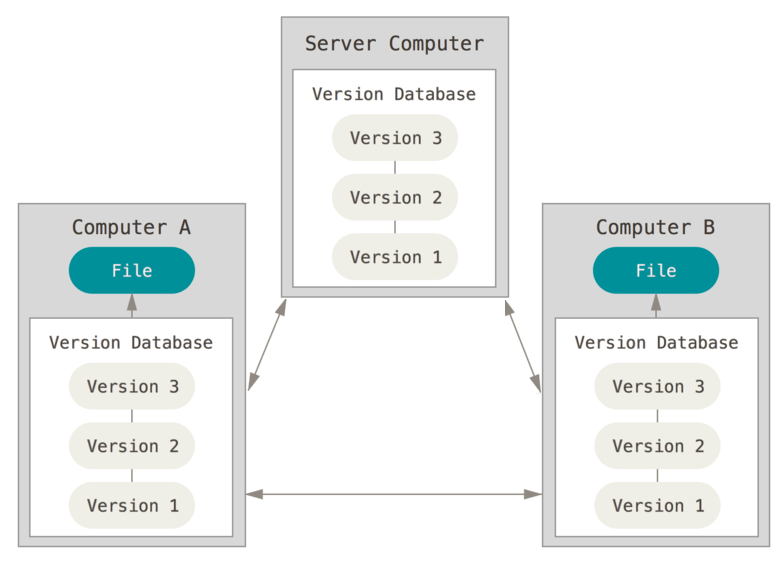 Server Computer
Version Database
Version 3
Version 2
Version 1
Computer A
File
Version Database
Version 3
Version 2
Version 1
Computer B
File
Version Database
Version 3
Version 2
Version 1